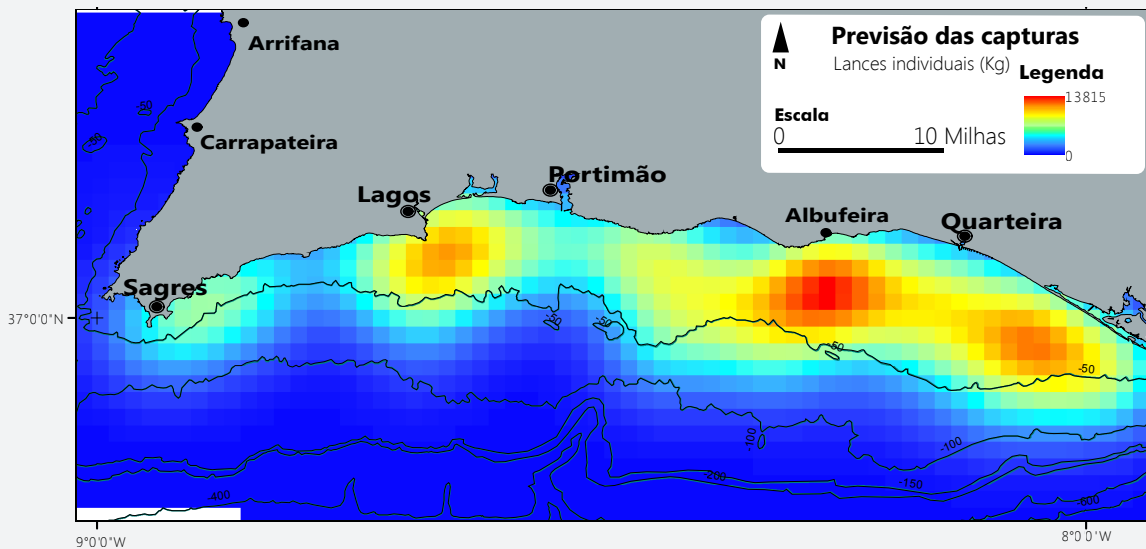 Previsão das capturas
Lances individuais (Kg)
N
Legenda
13815
0
Escala
0 10 Milhas
Arrifana
Carrapateira
Lagos
Portimão
Albufeira
Quarteira
Sagres
37°0'0"N
-50
-50
-50
-50
-50
-50
-100
-100
-200
-150
-400
-600
9°0'0"W
8°0'0"W